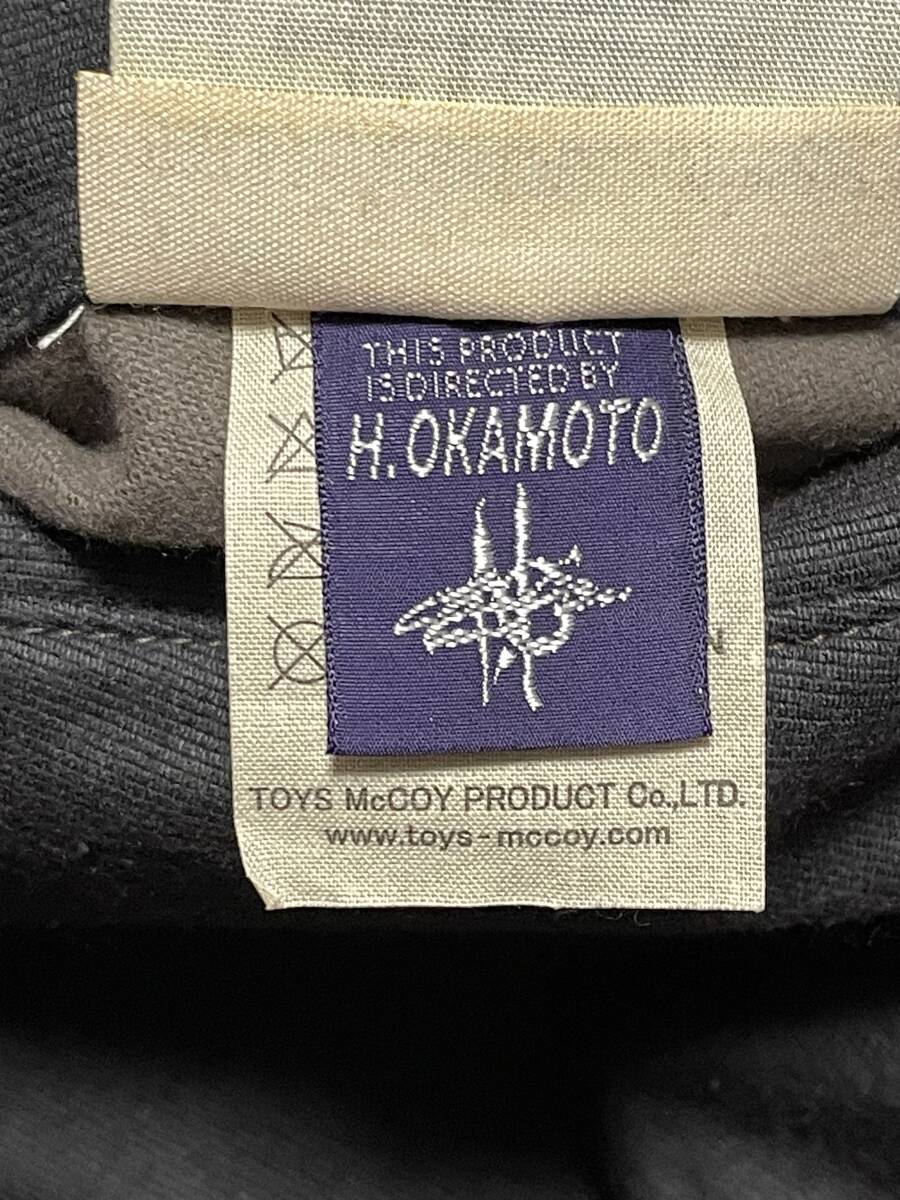 THIS PRODUCT
IS DIRECTED BY
H.OKAMOTO
TOYS McCOY PRODUCT Co.,LTD.
www.toys-mccoy.com